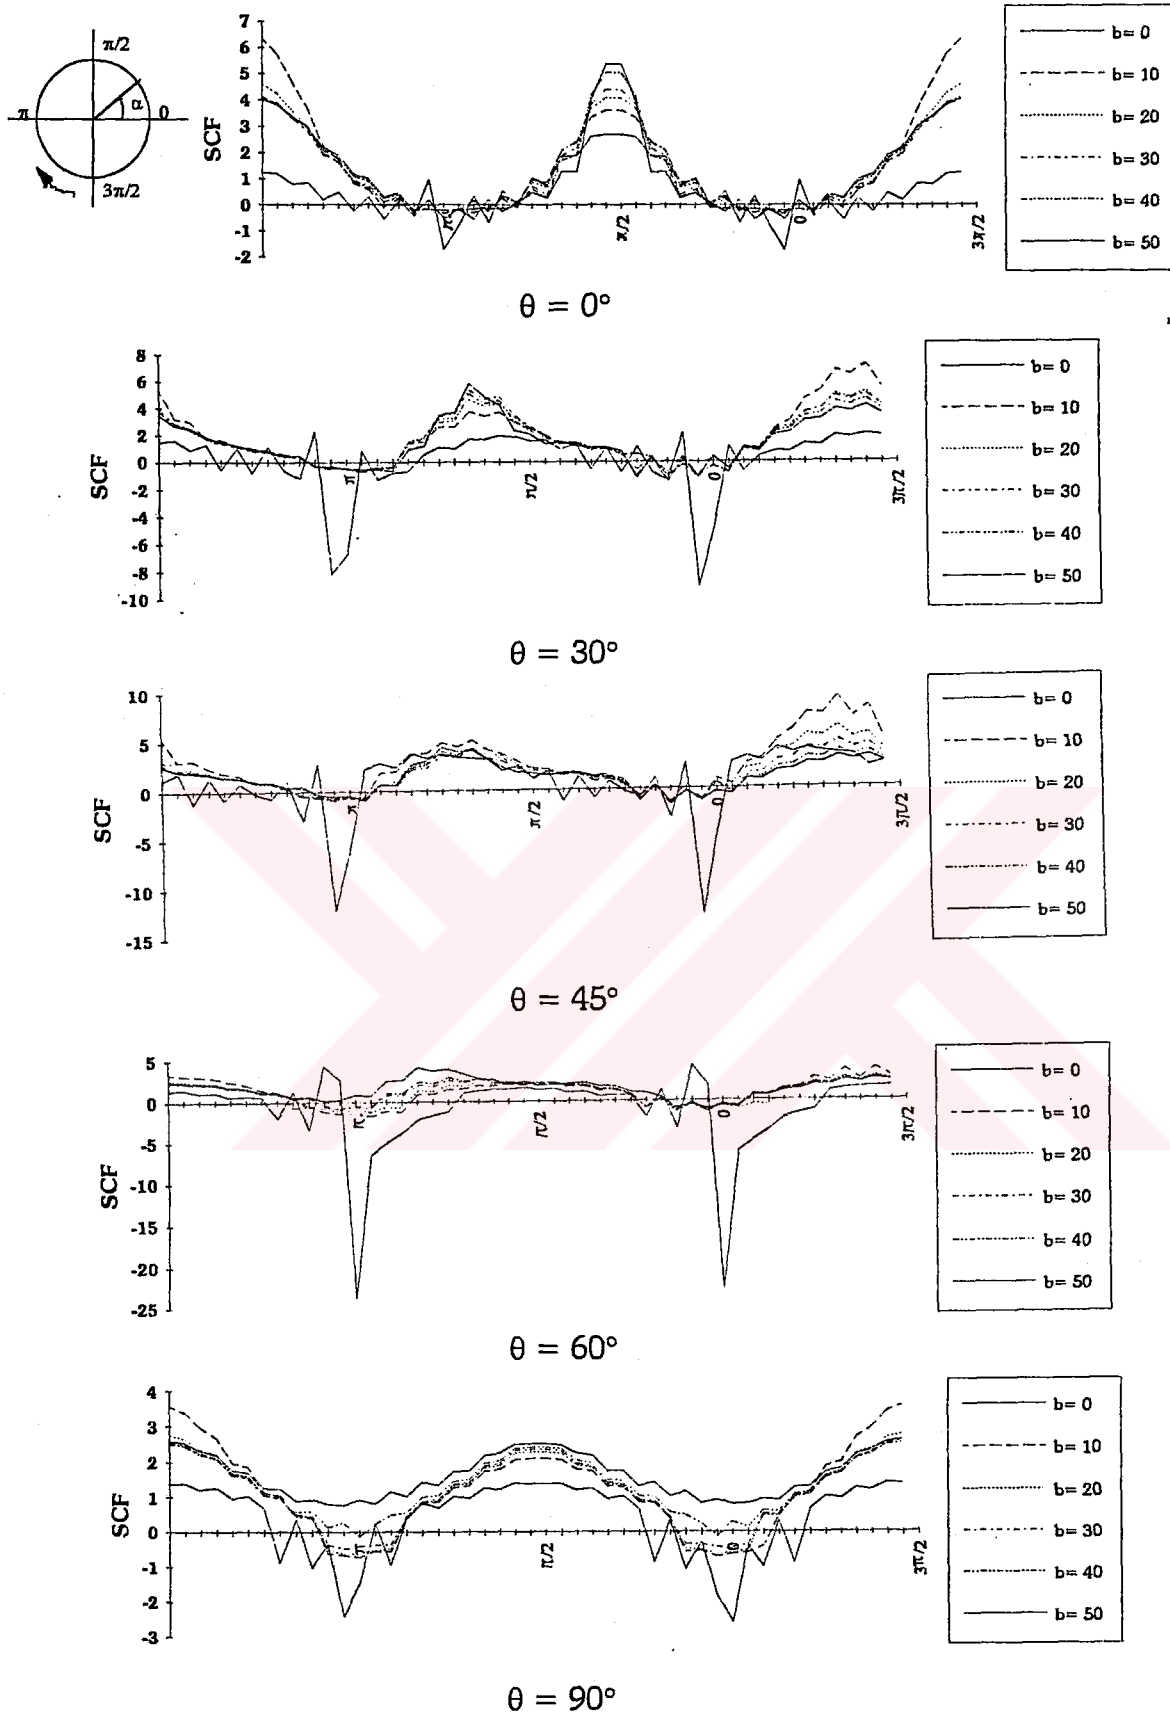 π/2
π
α
0
3π/2
7
6
5
4
3
2
1
0
-1
-2
SCF
π
π/2
0
3π/2
b= 0
b= 10
b= 20
b= 30
b= 40
b= 50
θ = 0°
8
6
4
2
0
-2
-4
-6
-8
-10
SCF
π
π/2
0
3π/2
b= 0
b= 10
b= 20
b= 30
b= 40
b= 50
θ = 30°
10
5
0
-5
-10
-15
SCF
π
π/2
0
3π/2
b= 0
b= 10
b= 20
b= 30
b= 40
b= 50
θ = 45°
5
0
-5
-10
-15
-20
-25
SCF
π
π/2
0
3π/2
b= 0
b= 10
b= 20
b= 30
b= 40
b= 50
θ = 60°
4
3
2
1
0
-1
-2
-3
SCF
π
π/2
0
3π/2
b= 0
b= 10
b= 20
b= 30
b= 40
b= 50
θ = 90°